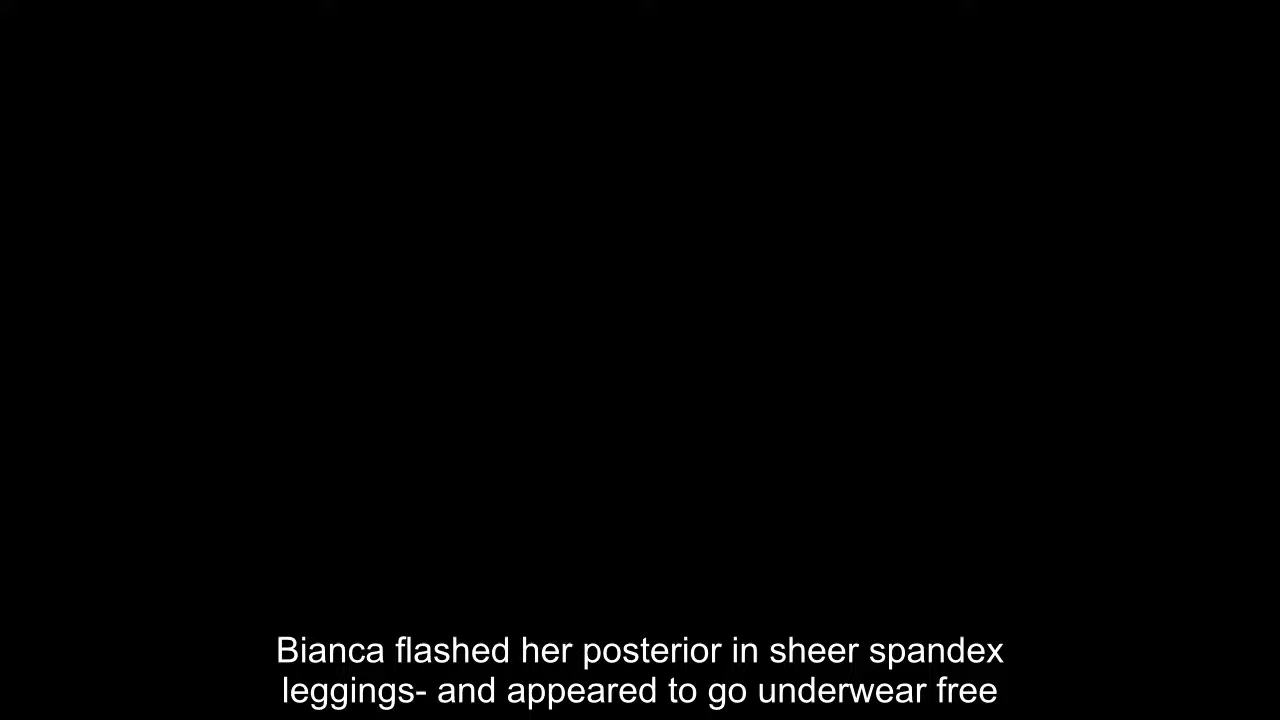 Bianca flashed her posterior in sheer spandex
leggings- and appeared to go underwear free